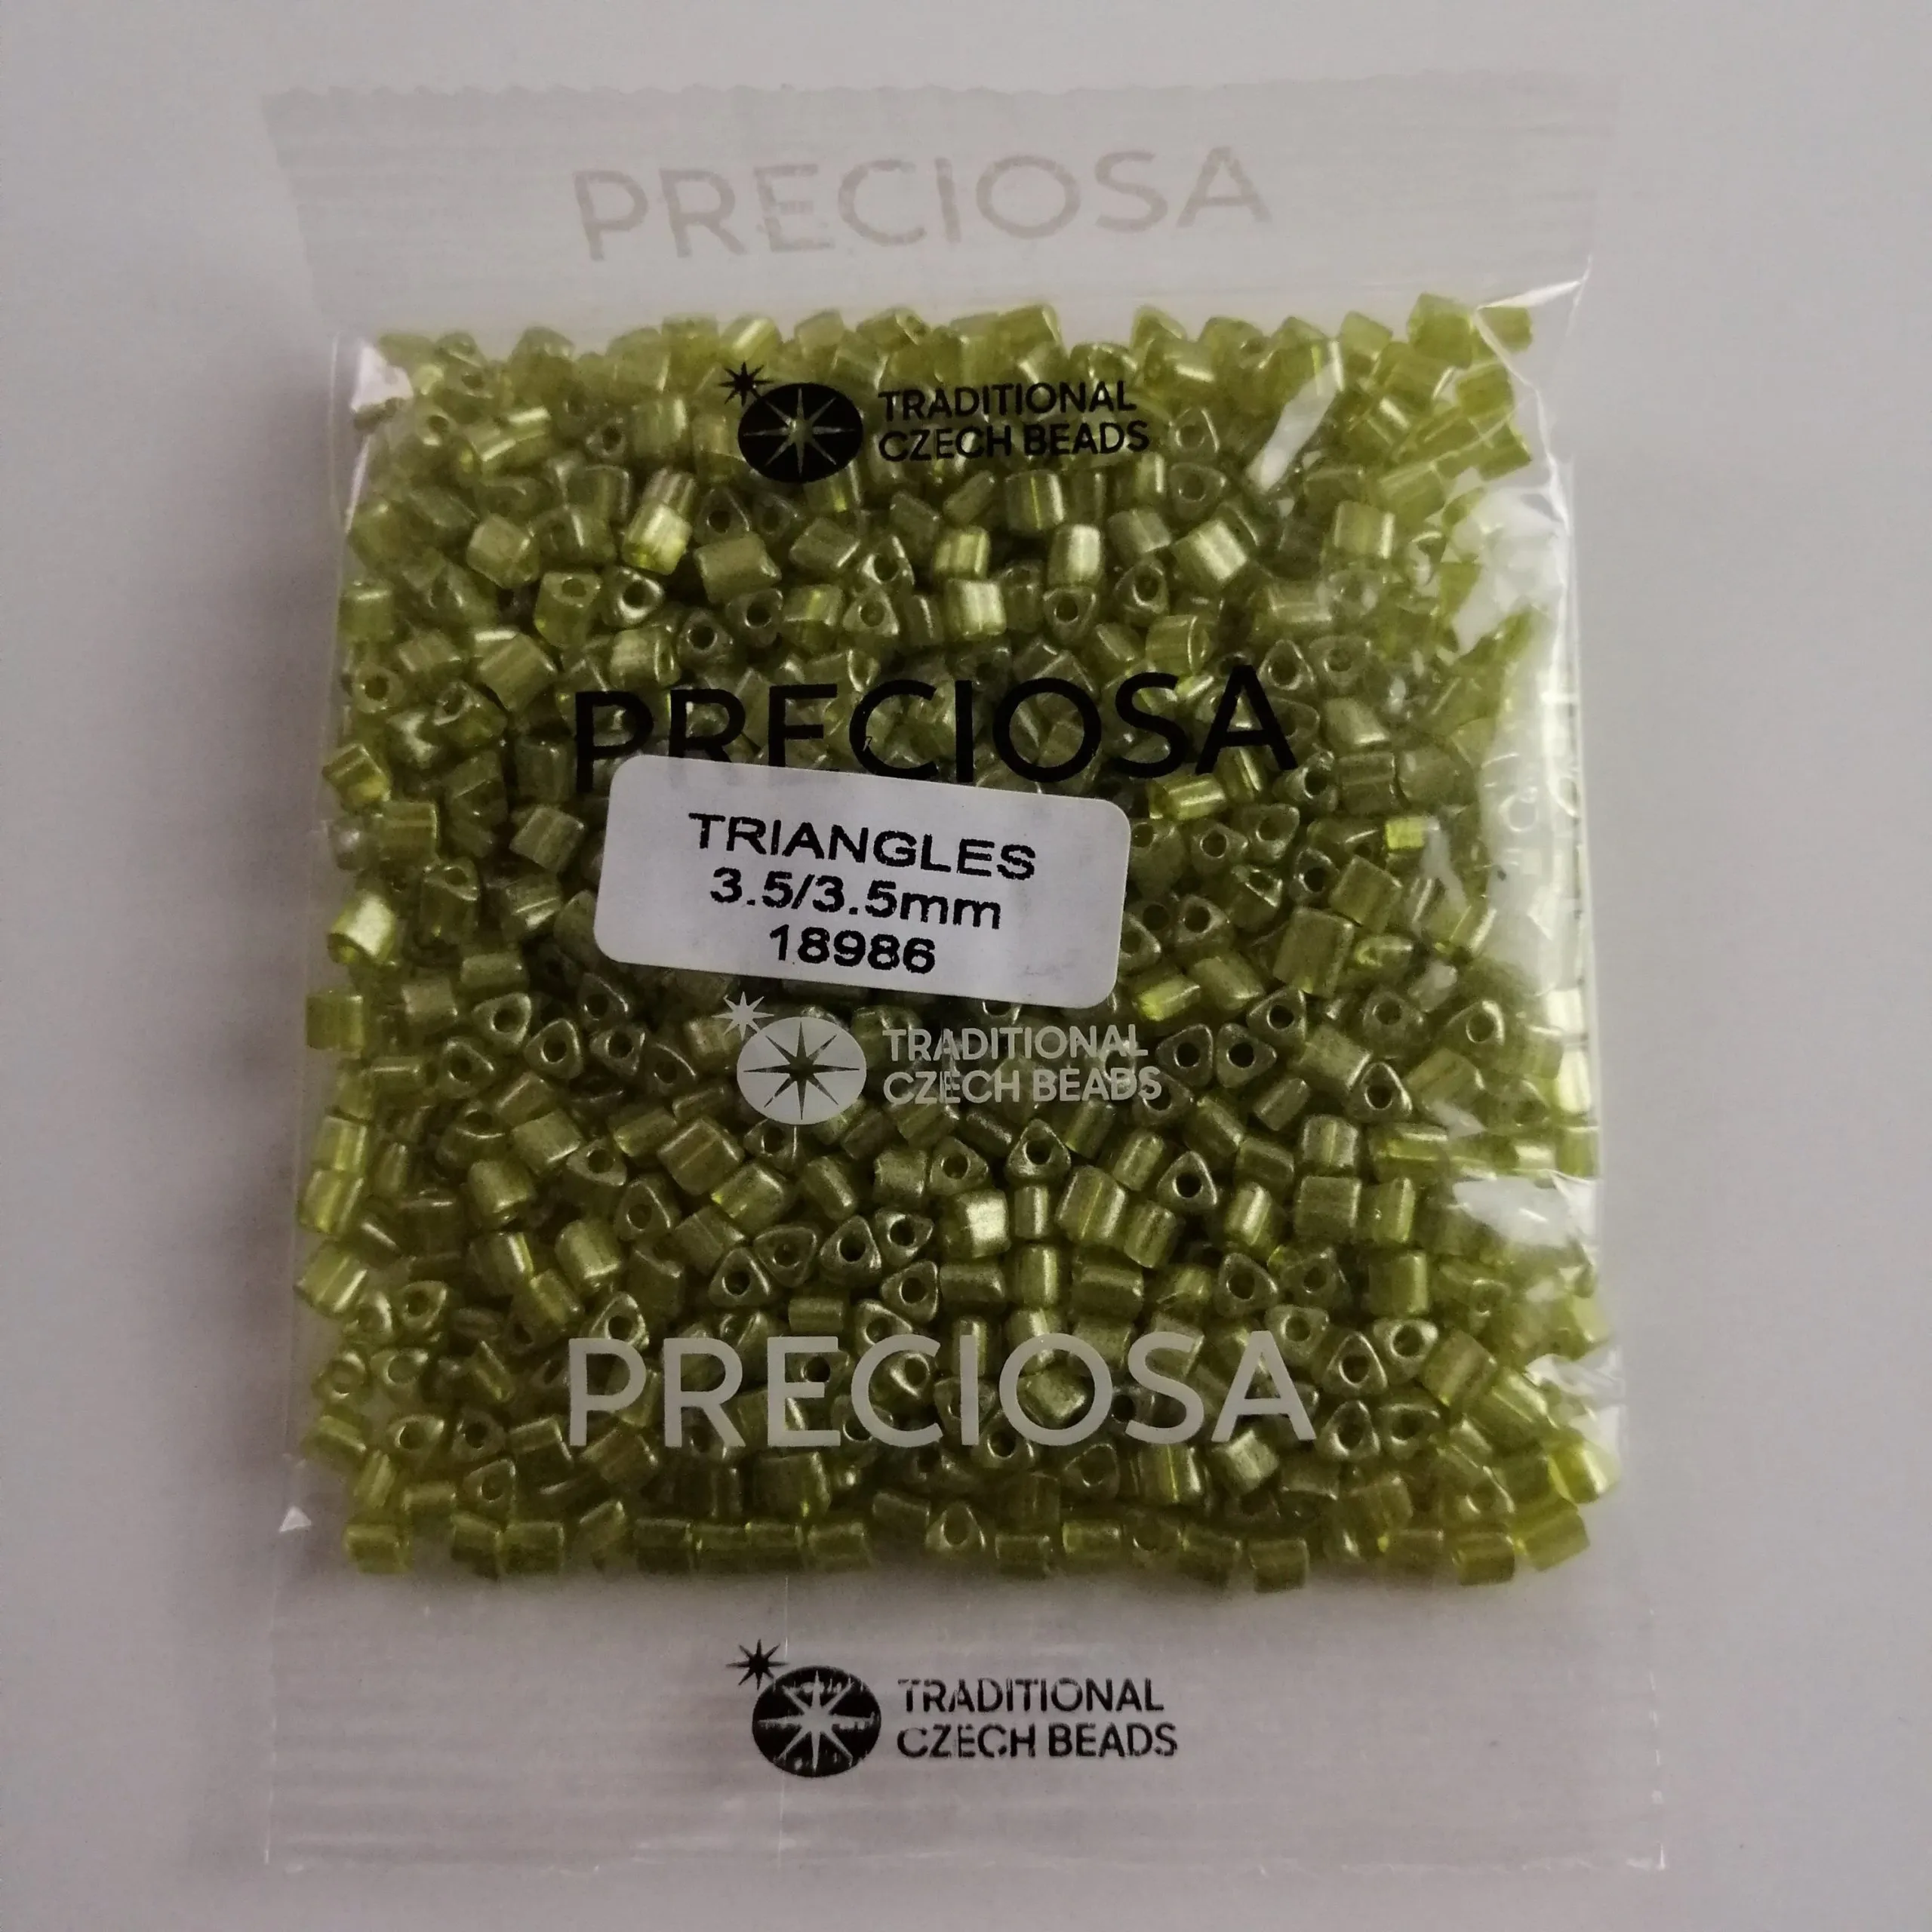 PRECIOSA
TRADITIONAL
CZECH BEADS
PRECIOSA
TRIANGLES
3.5/3.5mm
18986
TRADITIONAL
CZECH BEADS
PRECIOSA
TRADITIONAL
CZECH BEADS